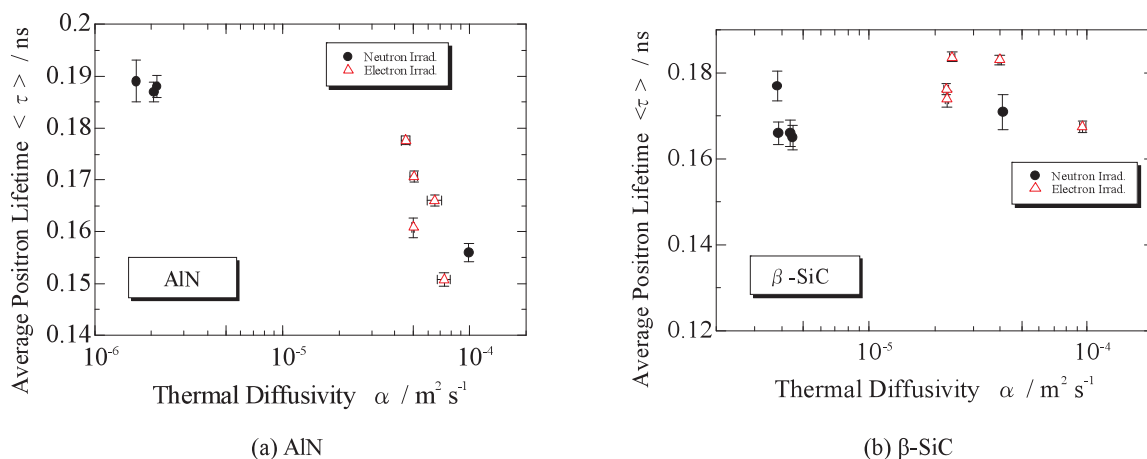 0.2
0.19
0.18
0.17
0.16
0.15
0.14
Average Positron Lifetime < τ > / ns
Neutron Irrad.
Electron Irrad.
AlN
10⁻⁶
10⁻⁵
10⁻⁴
Thermal Diffusivity α / m² s⁻¹
(a) AlN
0.18
0.16
0.14
0.12
Average Positron Lifetime <τ> / ns
Neutron Irrad.
Electron Irrad.
β -SiC
10⁻⁵
10⁻⁴
Thermal Diffusivity α / m² s⁻¹
(b) β-SiC